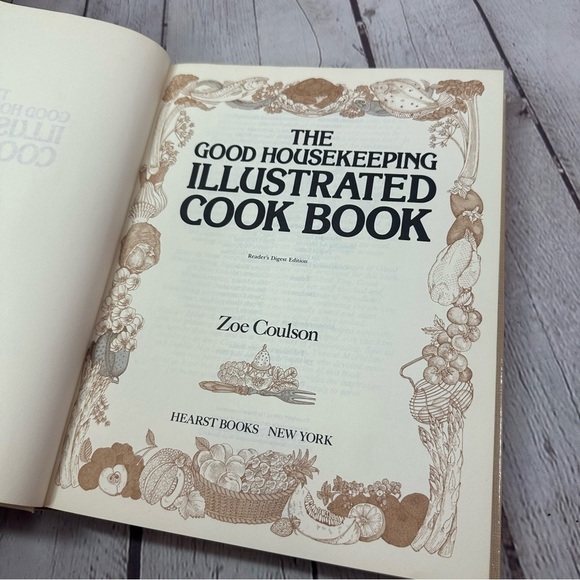 THE
GOOD HOUSEKEEPING
ILLUSTRATED
COOK BOOK
Reader's Digest Edition
Zoe Coulson
HEARST BOOKS NEW YORK